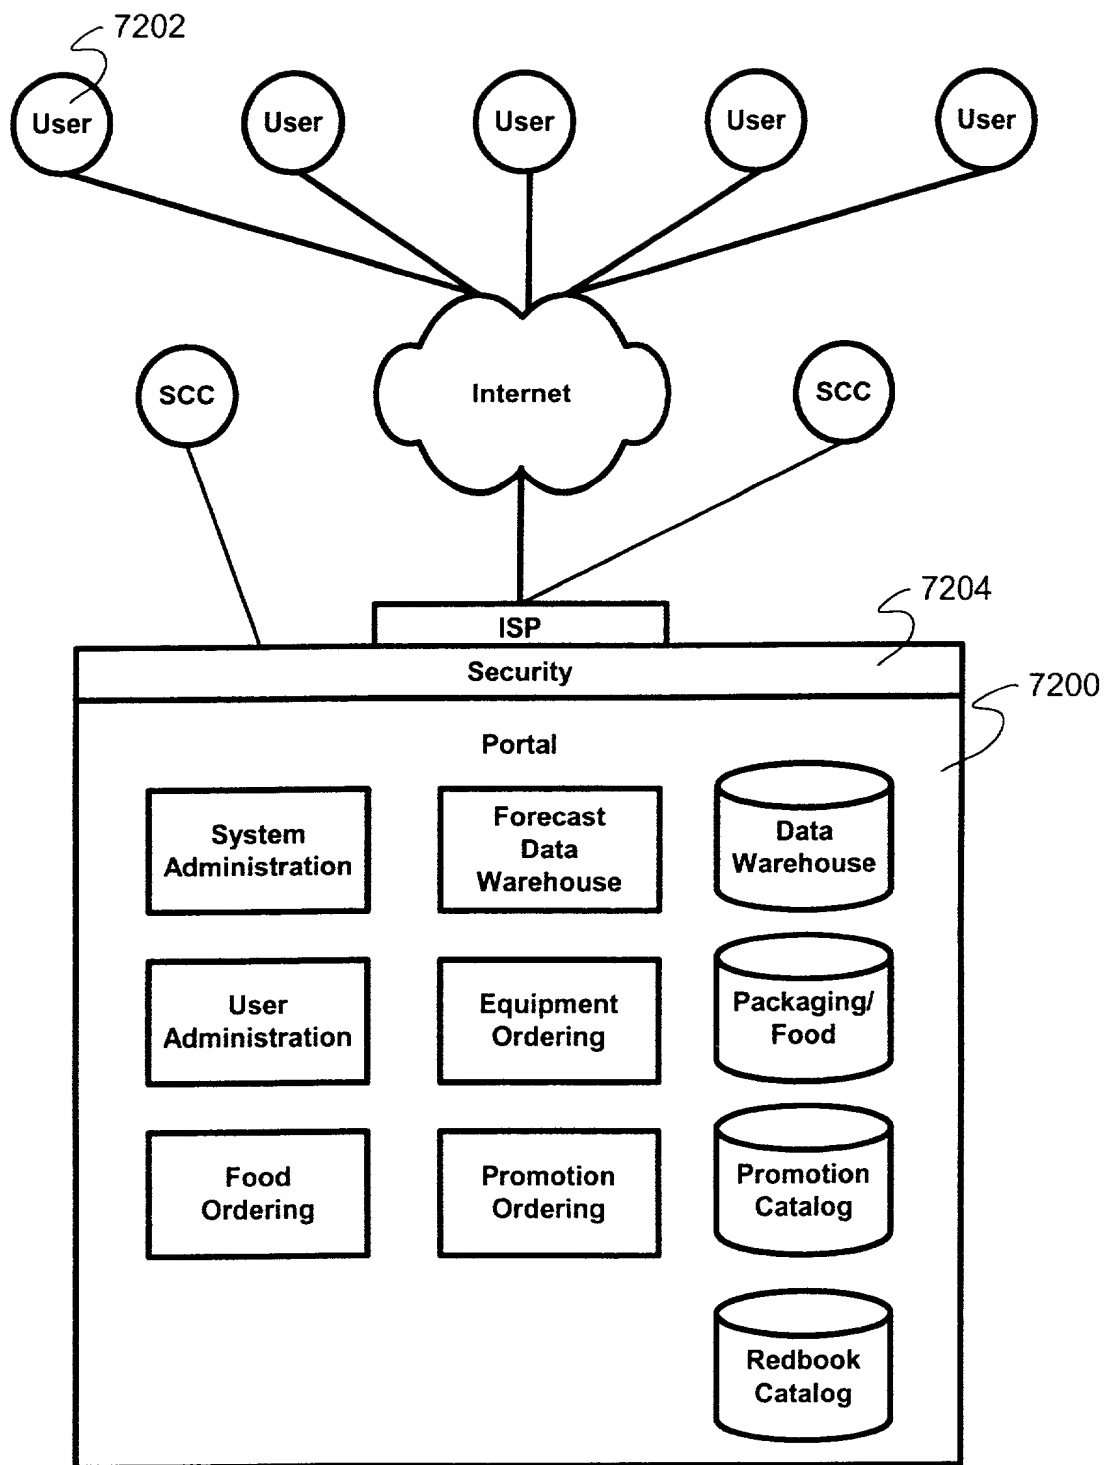 7202
User
User
User
User
User
SCC
Internet
SCC
7204
ISP
Security
7200
Portal
System
Administration
Forecast
Data
Warehouse
Data
Warehouse
User
Administration
Equipment
Ordering
Packaging/
Food
Food
Ordering
Promotion
Ordering
Promotion
Catalog
Redbook
Catalog